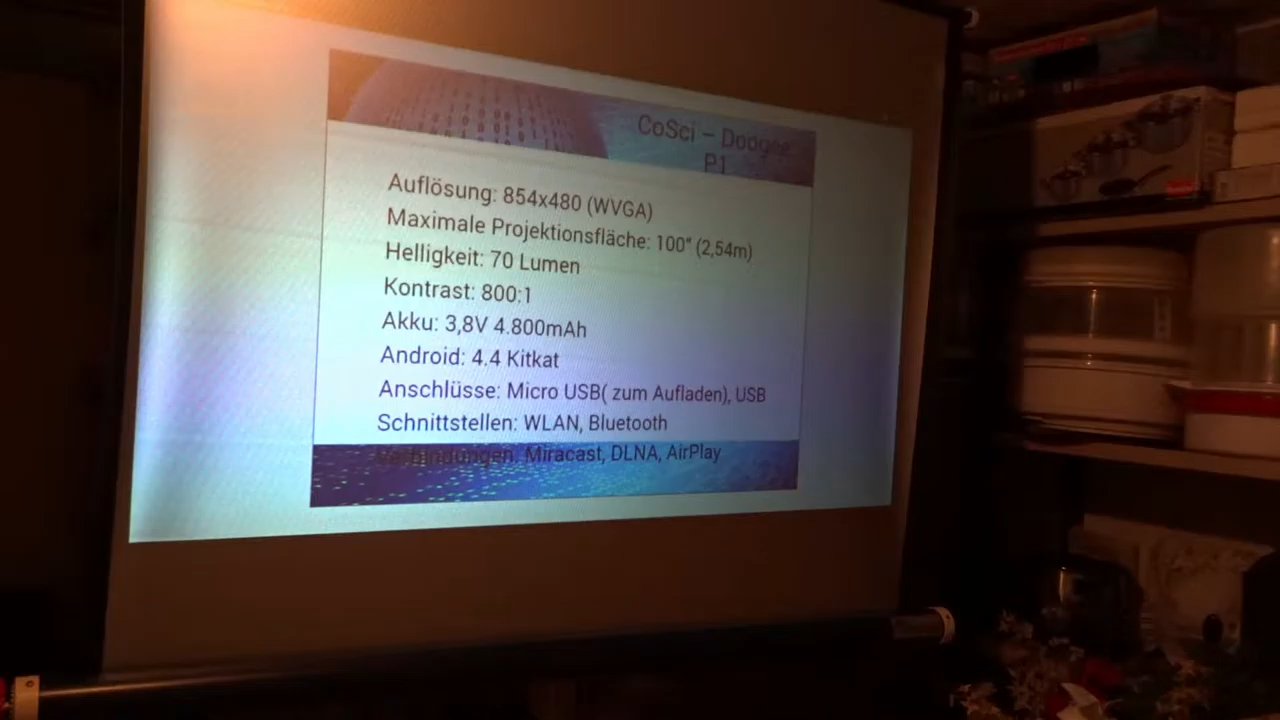 CoSci – Doogee
P1
Auflösung: 854x480 (WVGA)
Maximale Projektionsfläche: 100" (2,54m)
Helligkeit: 70 Lumen
Kontrast: 800:1
Akku: 3,8V 4.800mAh
Android: 4.4 Kitkat
Anschlüsse: Micro USB( zum Aufladen), USB
Schnittstellen: WLAN, Bluetooth
Verbindungen: Miracast, DLNA, AirPlay